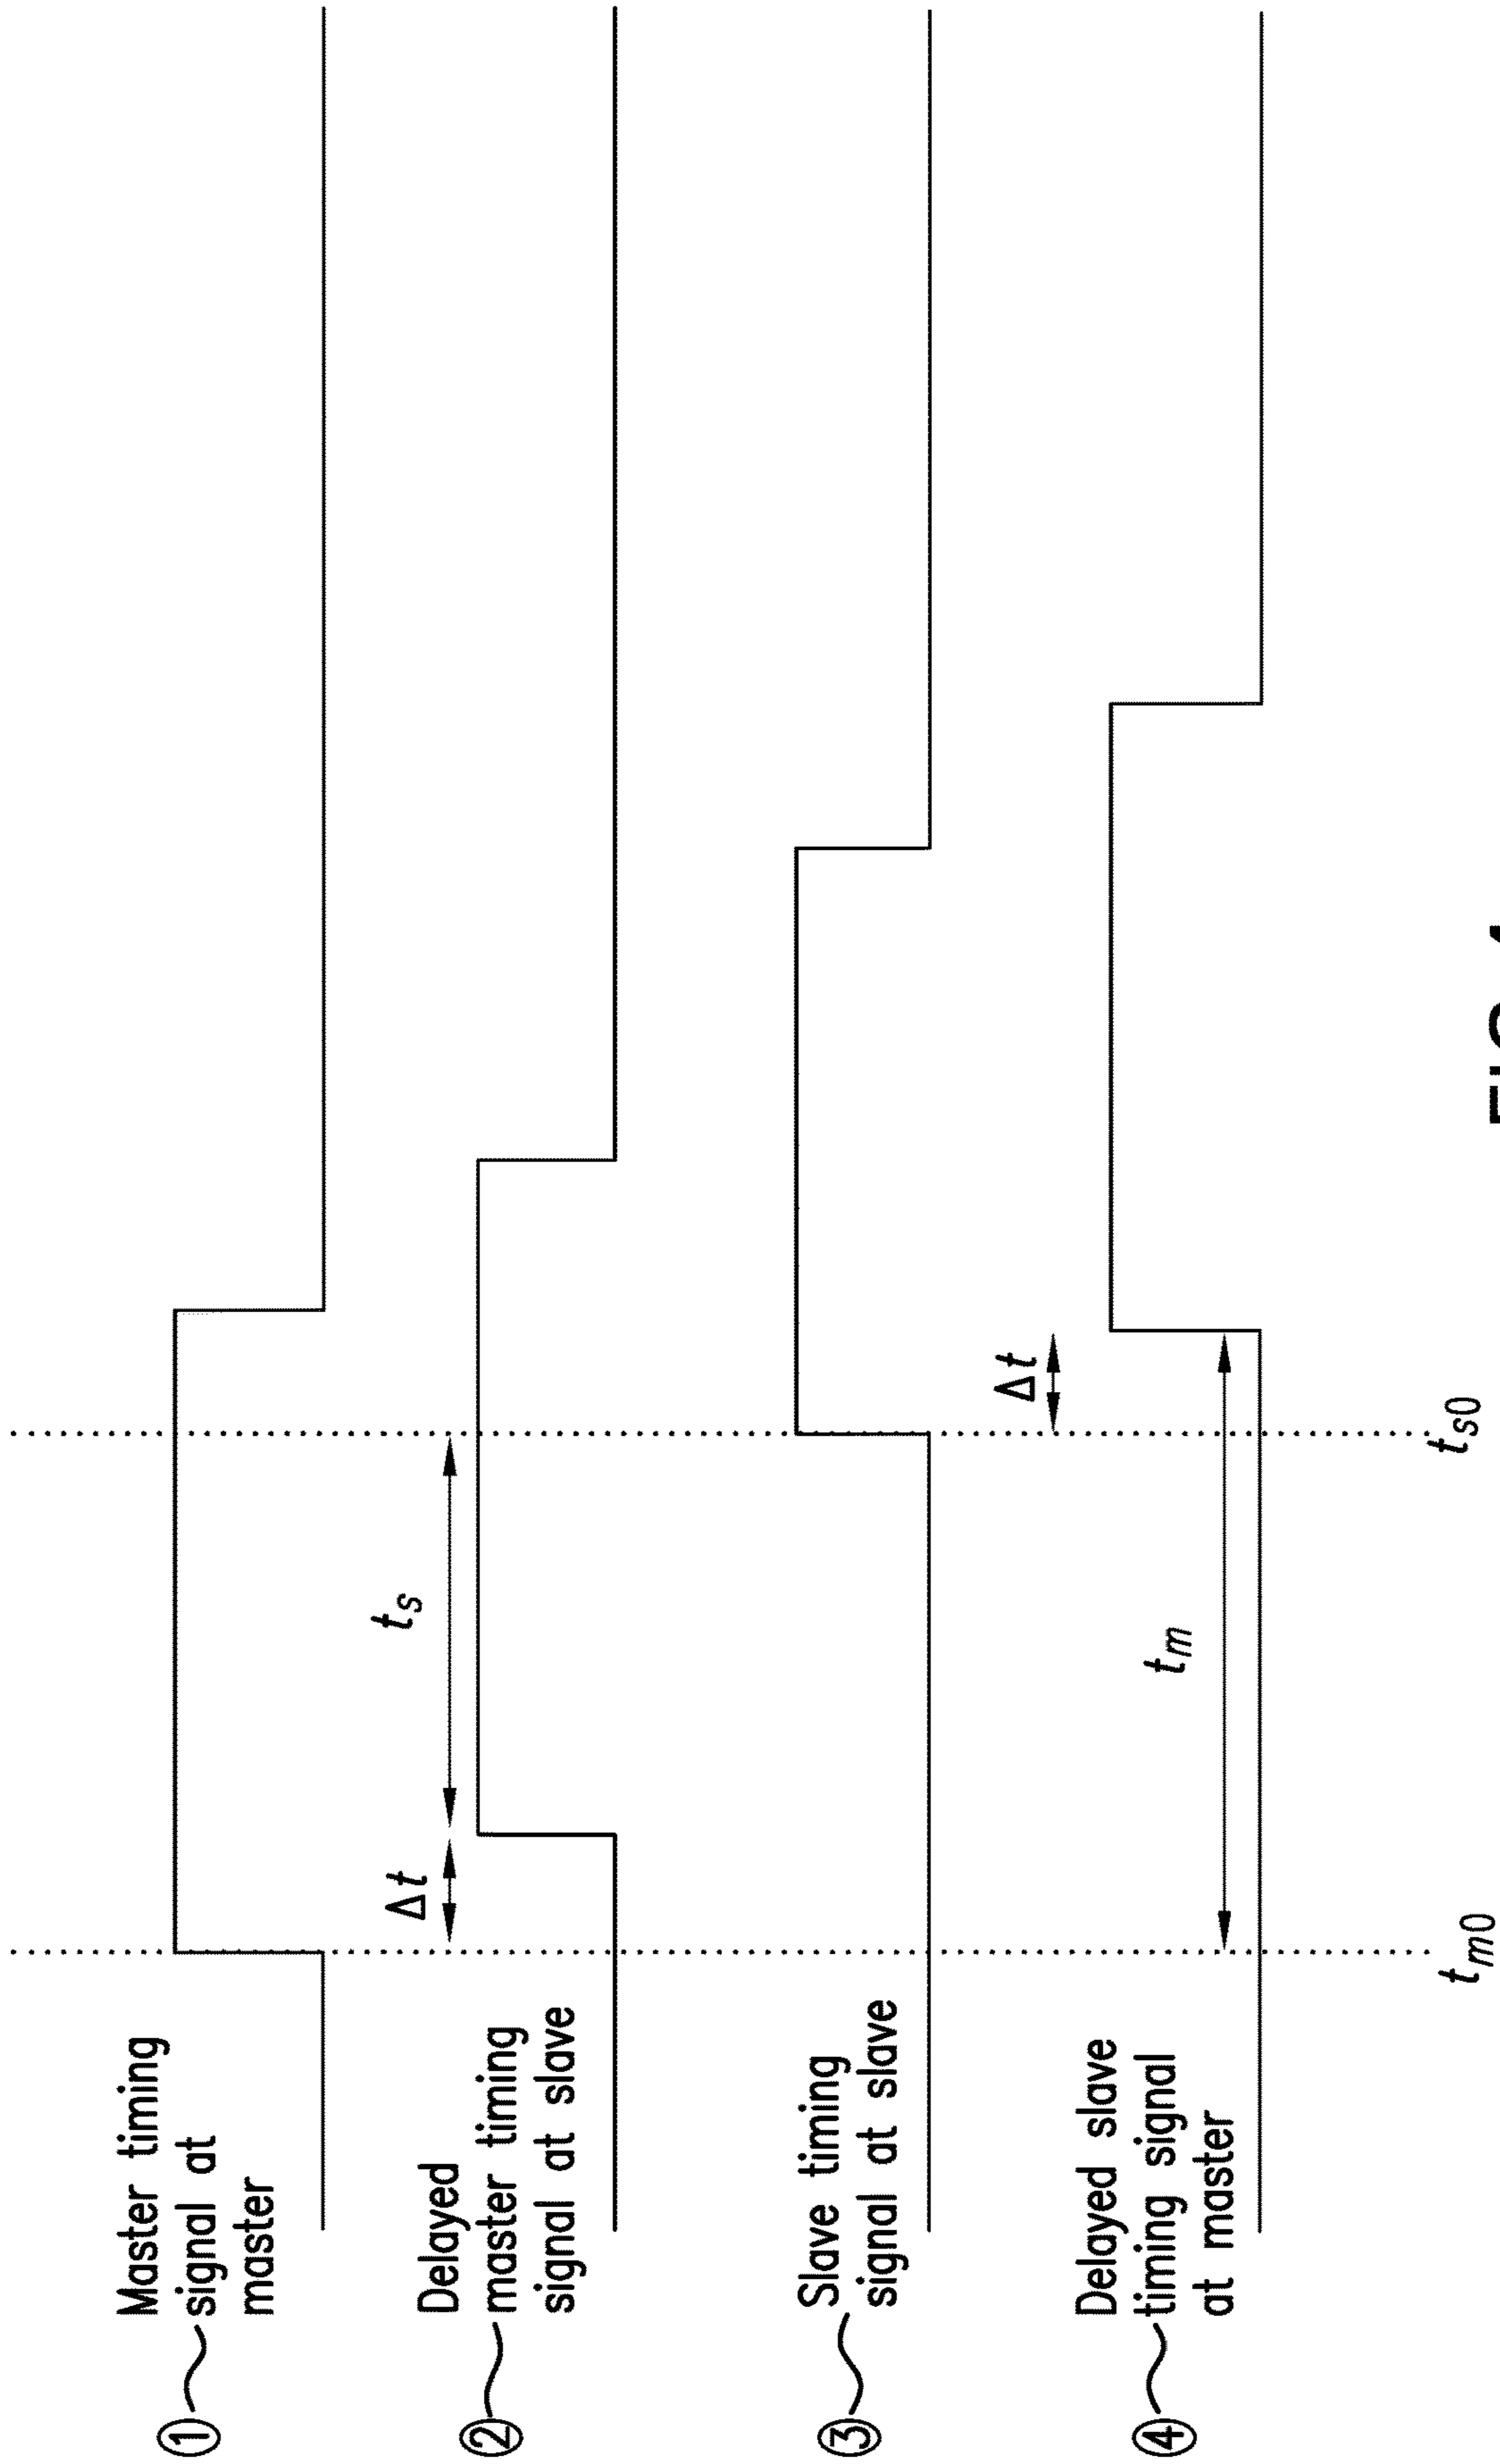 ① Master timing
signal at
master
② Delayed
master timing
signal at slave
Δt
ts
③ Slave timing
signal at slave
Δt
④ Delayed slave
timing signal
at master
tm
tm0
ts0